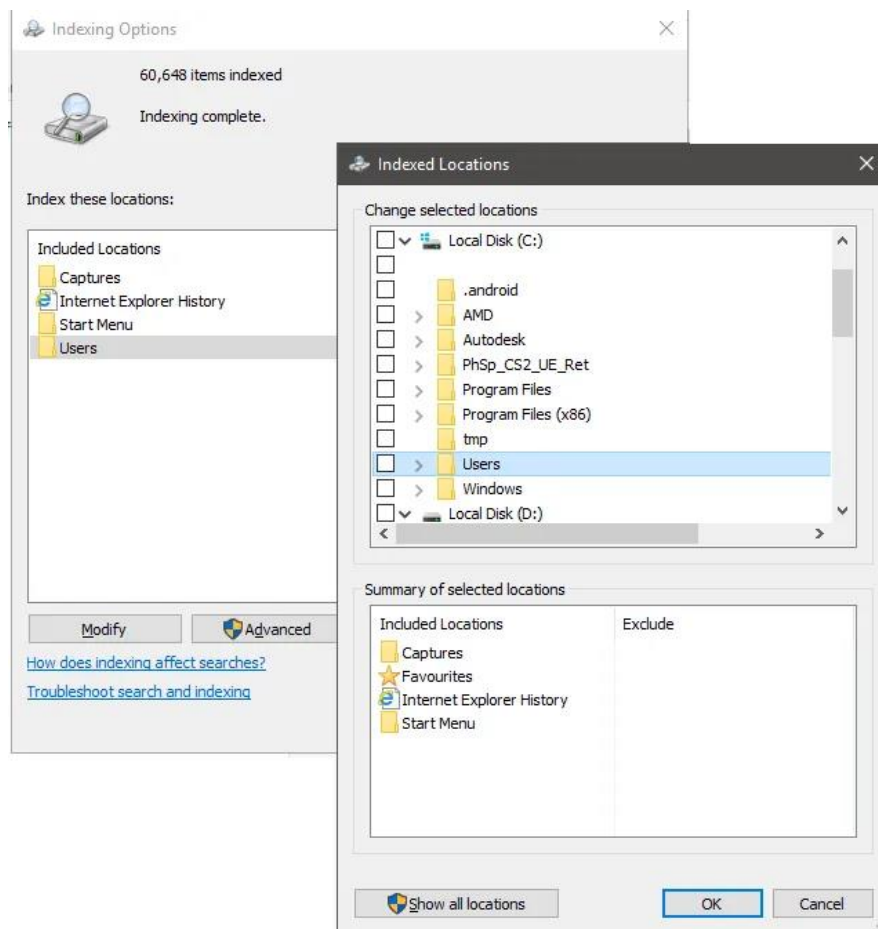 Indexing Options
60,648 items indexed
Indexing complete.
Index these locations:
Included Locations
Captures
Internet Explorer History
Start Menu
Users
Modify
Advanced
How does indexing affect searches?
Troubleshoot search and indexing
Indexed Locations
Change selected locations
Local Disk (C:)
.android
AMD
Autodesk
PhSp_CS2_UE_Ret
Program Files
Program Files (x86)
tmp
Users
Windows
Local Disk (D:)
Summary of selected locations
Included Locations
Exclude
Captures
Favourites
Internet Explorer History
Start Menu
Show all locations
OK
Cancel